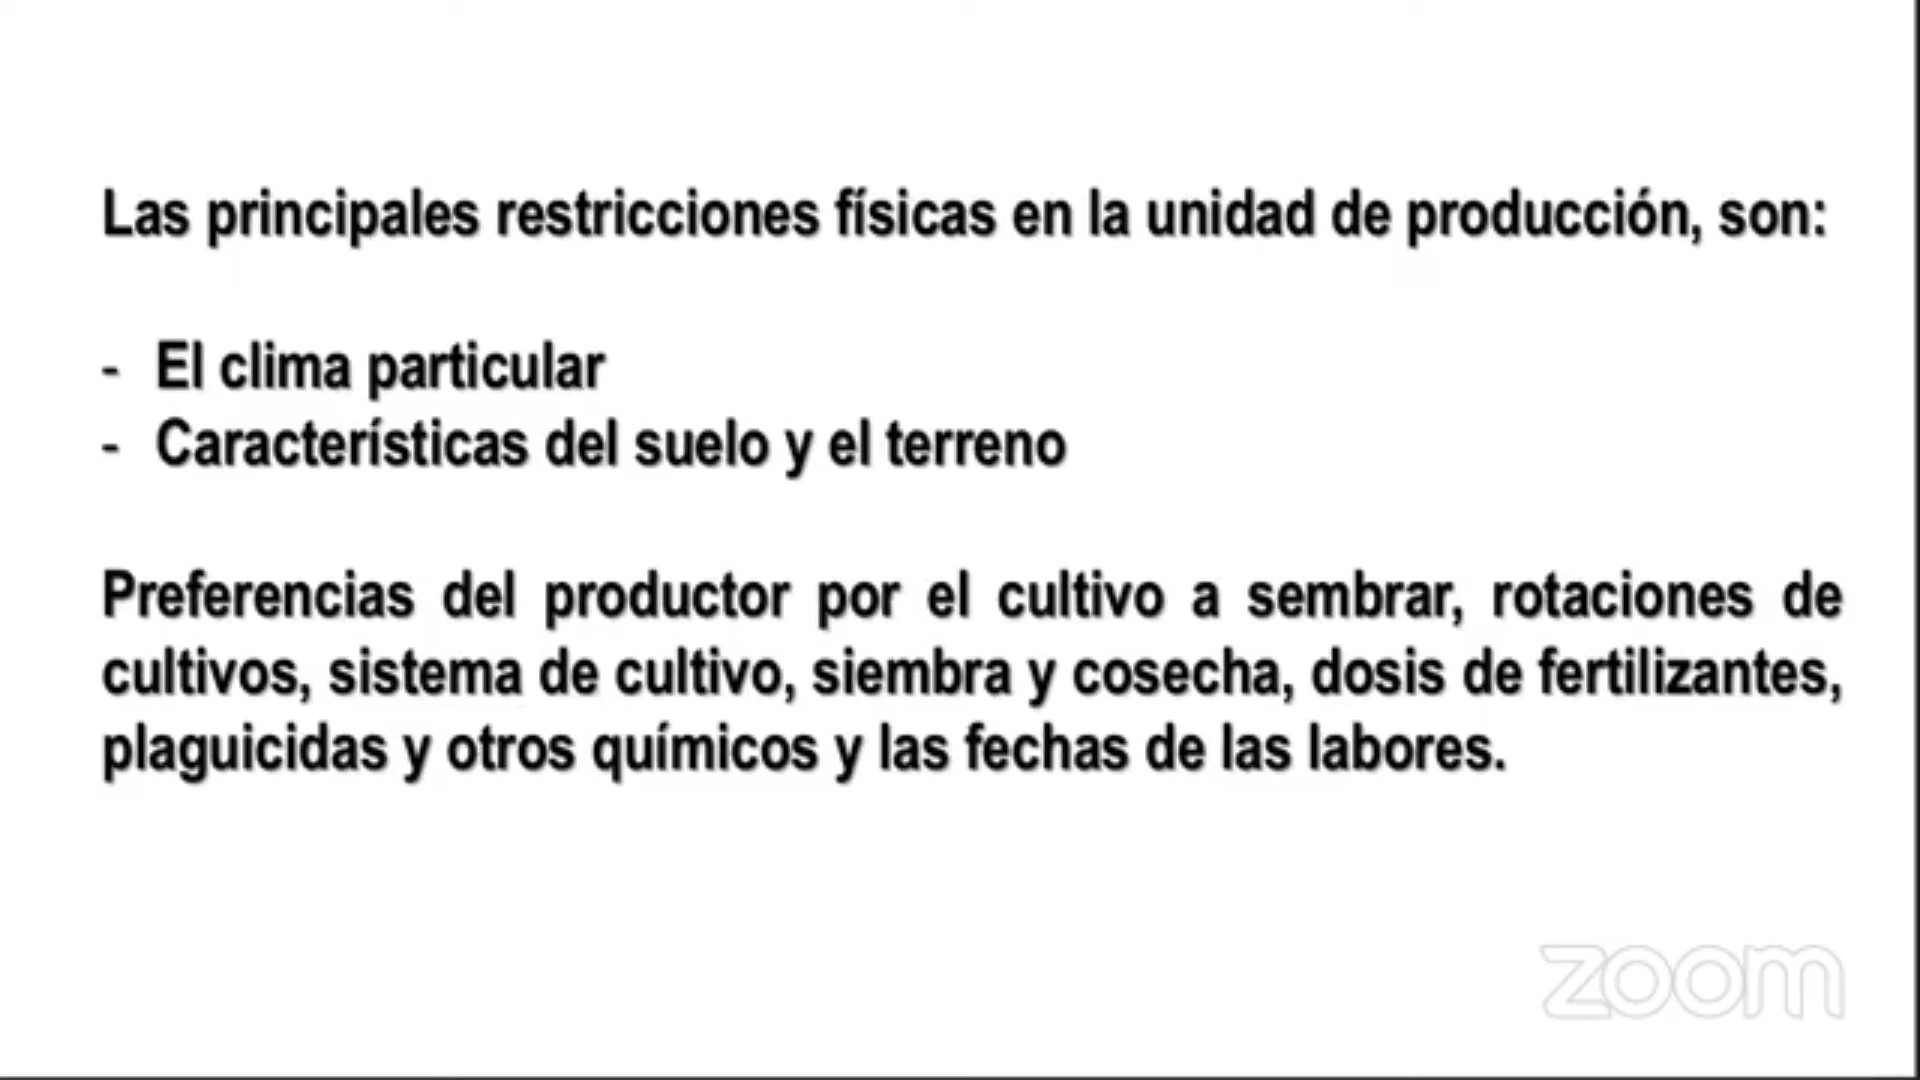 Las principales restricciones físicas en la unidad de producción, son:
- El clima particular
- Características del suelo y el terreno
Preferencias del productor por el cultivo a sembrar, rotaciones de
cultivos, sistema de cultivo, siembra y cosecha, dosis de fertilizantes,
plaguicidas y otros químicos y las fechas de las labores.
zoom